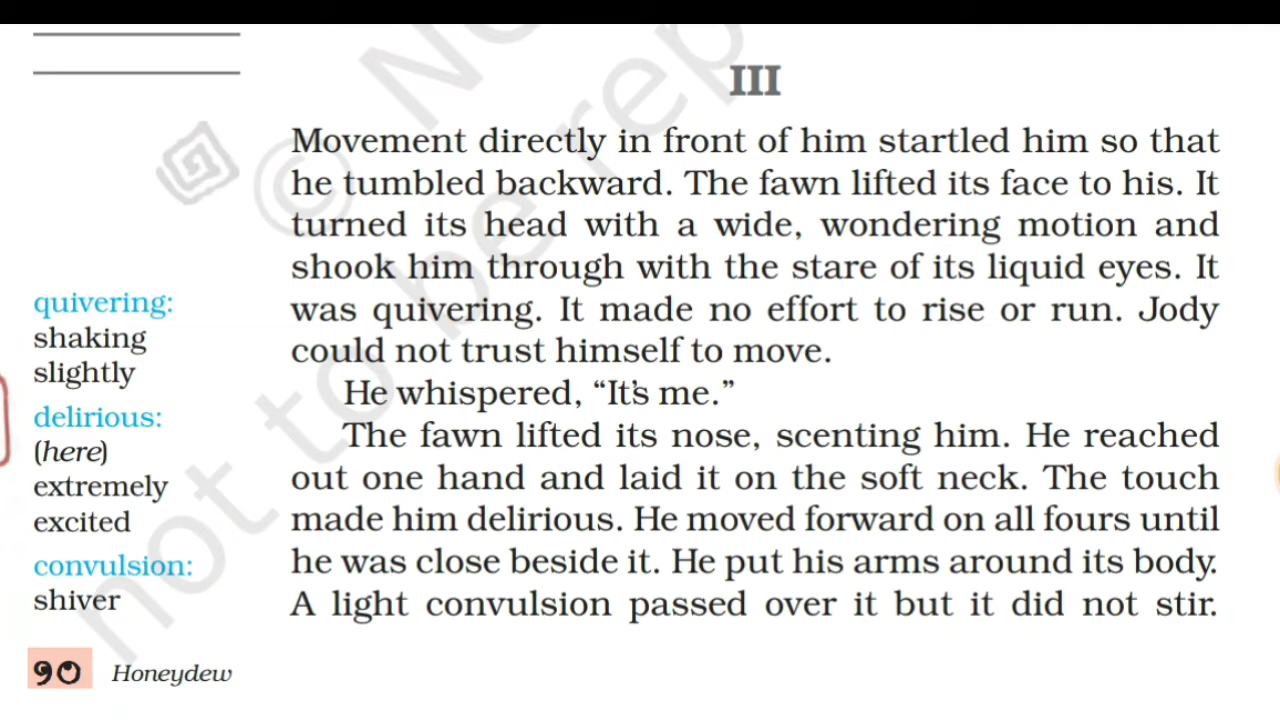 III
Movement directly in front of him startled him so that
he tumbled backward. The fawn lifted its face to his. It
turned its head with a wide, wondering motion and
shook him through with the stare of its liquid eyes. It
was quivering. It made no effort to rise or run. Jody
could not trust himself to move.
He whispered, “It’s me.”
The fawn lifted its nose, scenting him. He reached
out one hand and laid it on the soft neck. The touch
made him delirious. He moved forward on all fours until
he was close beside it. He put his arms around its body.
A light convulsion passed over it but it did not stir.
quivering:
shaking
slightly
delirious:
(here)
extremely
excited
convulsion:
shiver
90 Honeydew
©
not to be rep